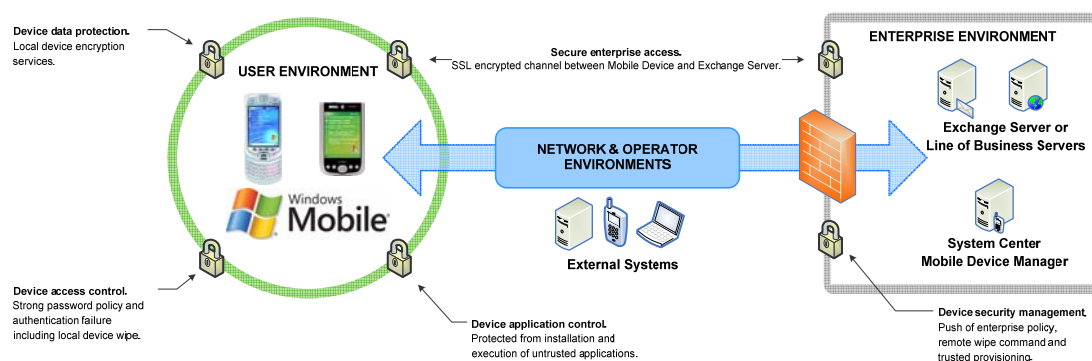 Device data protection.
Local device encryption
services.
USER ENVIRONMENT
Windows
Mobile
Device access control.
Strong password policy and
authentication failure
including local device wipe.
Secure enterprise access.
SSL encrypted channel between Mobile Device and Exchange Server.
NETWORK & OPERATOR
ENVIRONMENTS
External Systems
Device application control.
Protected from installation and
execution of untrusted applications.
ENTERPRISE ENVIRONMENT
Exchange Server or
Line of Business Servers
System Center
Mobile Device Manager
Device security management.
Push of enterprise policy,
remote wipe command and
trusted provisioning.